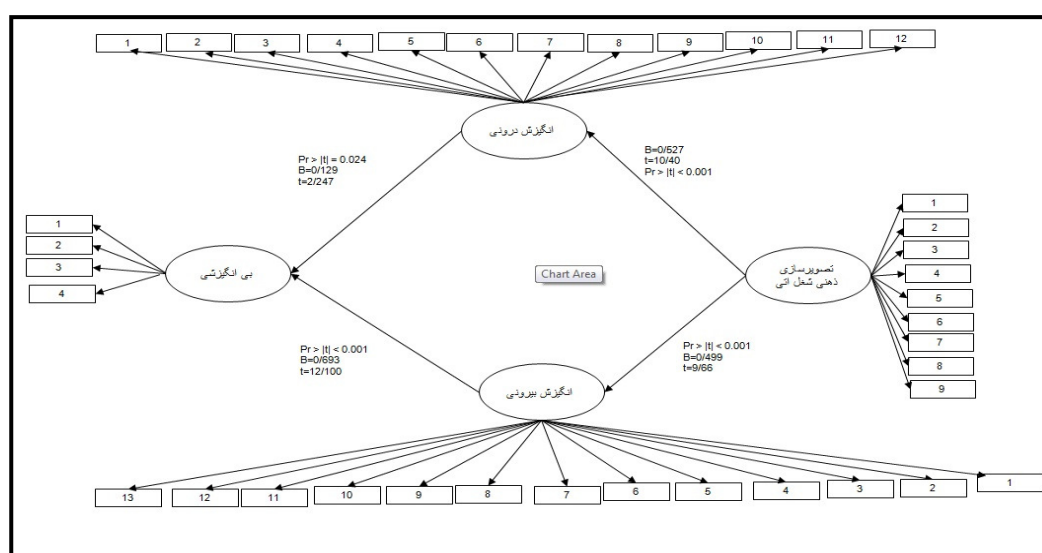 1 2 3 4 5 6 7 8 9 10 11 12
انگیزش درونی
Pr > |t| = 0.024
B=0/129
t=2/247
B=0/527
t=10/40
Pr > |t| < 0.001
1
2
3
4
بی انگیزشی
Chart Area
تصویرسازی
ذهنی شغل اتی
1
2
3
4
5
6
7
8
9
Pr > |t| < 0.001
B=0/693
t=12/100
Pr > |t| < 0.001
B=0/499
t=9/66
انگیزش بیرونی
13 12 11 10 9 8 7 6 5 4 3 2 1